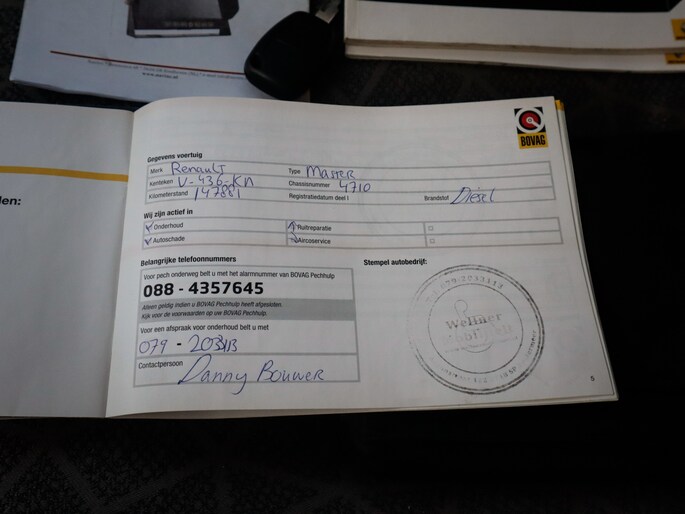 BOVAG
Gegevens voertuig
Merk Renault Type Master
Kenteken V-436-KN Chassisnummer 4710
Kilometerstand 147881 Registratiedatum deel I Brandstof Diesel
Wij zijn actief in
Onderhoud Ruitreparatie
Autoschade Aircoservice
Belangrijke telefoonnummers
Voor pech onderweg belt u met het alarmnummer van BOVAG Pechhulp
088 - 4357645
Alleen geldig indien u BOVAG Pechhulp heeft afgesloten.
Kijk voor de voorwaarden op uw BOVAG Pechhulp.
Voor een afspraak voor onderhoud belt u met
079 - 2033113
Contactpersoon Danny Bouwer
Stempel autobedrijf:
Wellner
5
len: